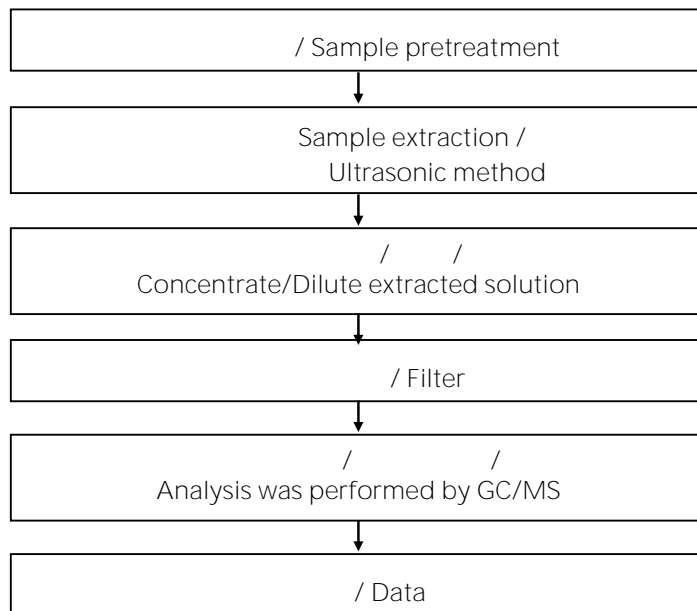 / Sample pretreatment
Sample extraction /
Ultrasonic method
/ /
Concentrate/Dilute extracted solution
/ Filter
/ /
Analysis was performed by GC/MS
/ Data